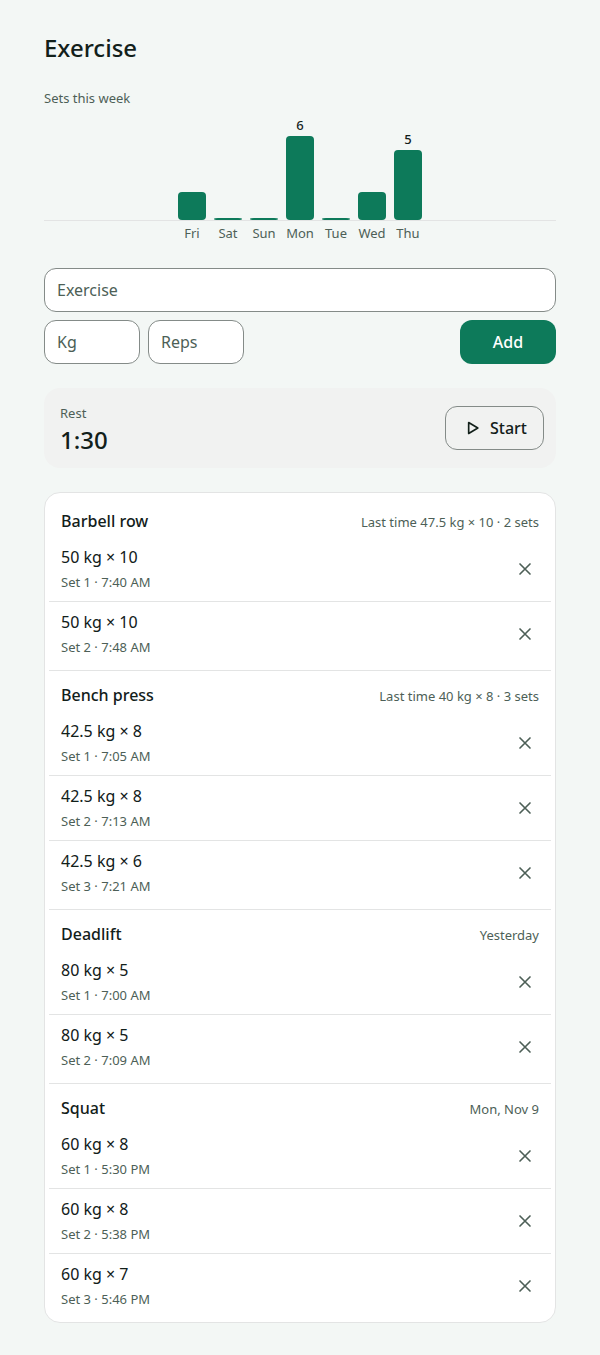 Exercise
Sets this week
6
5
Fri Sat Sun Mon Tue Wed Thu
Exercise
Kg Reps Add
Rest
1:30
Start
Barbell row Last time 47.5 kg × 10 · 2 sets
50 kg × 10
Set 1 · 7:40 AM
50 kg × 10
Set 2 · 7:48 AM
Bench press Last time 40 kg × 8 · 3 sets
42.5 kg × 8
Set 1 · 7:05 AM
42.5 kg × 8
Set 2 · 7:13 AM
42.5 kg × 6
Set 3 · 7:21 AM
Deadlift Yesterday
80 kg × 5
Set 1 · 7:00 AM
80 kg × 5
Set 2 · 7:09 AM
Squat Mon, Nov 9
60 kg × 8
Set 1 · 5:30 PM
60 kg × 8
Set 2 · 5:38 PM
60 kg × 7
Set 3 · 5:46 PM